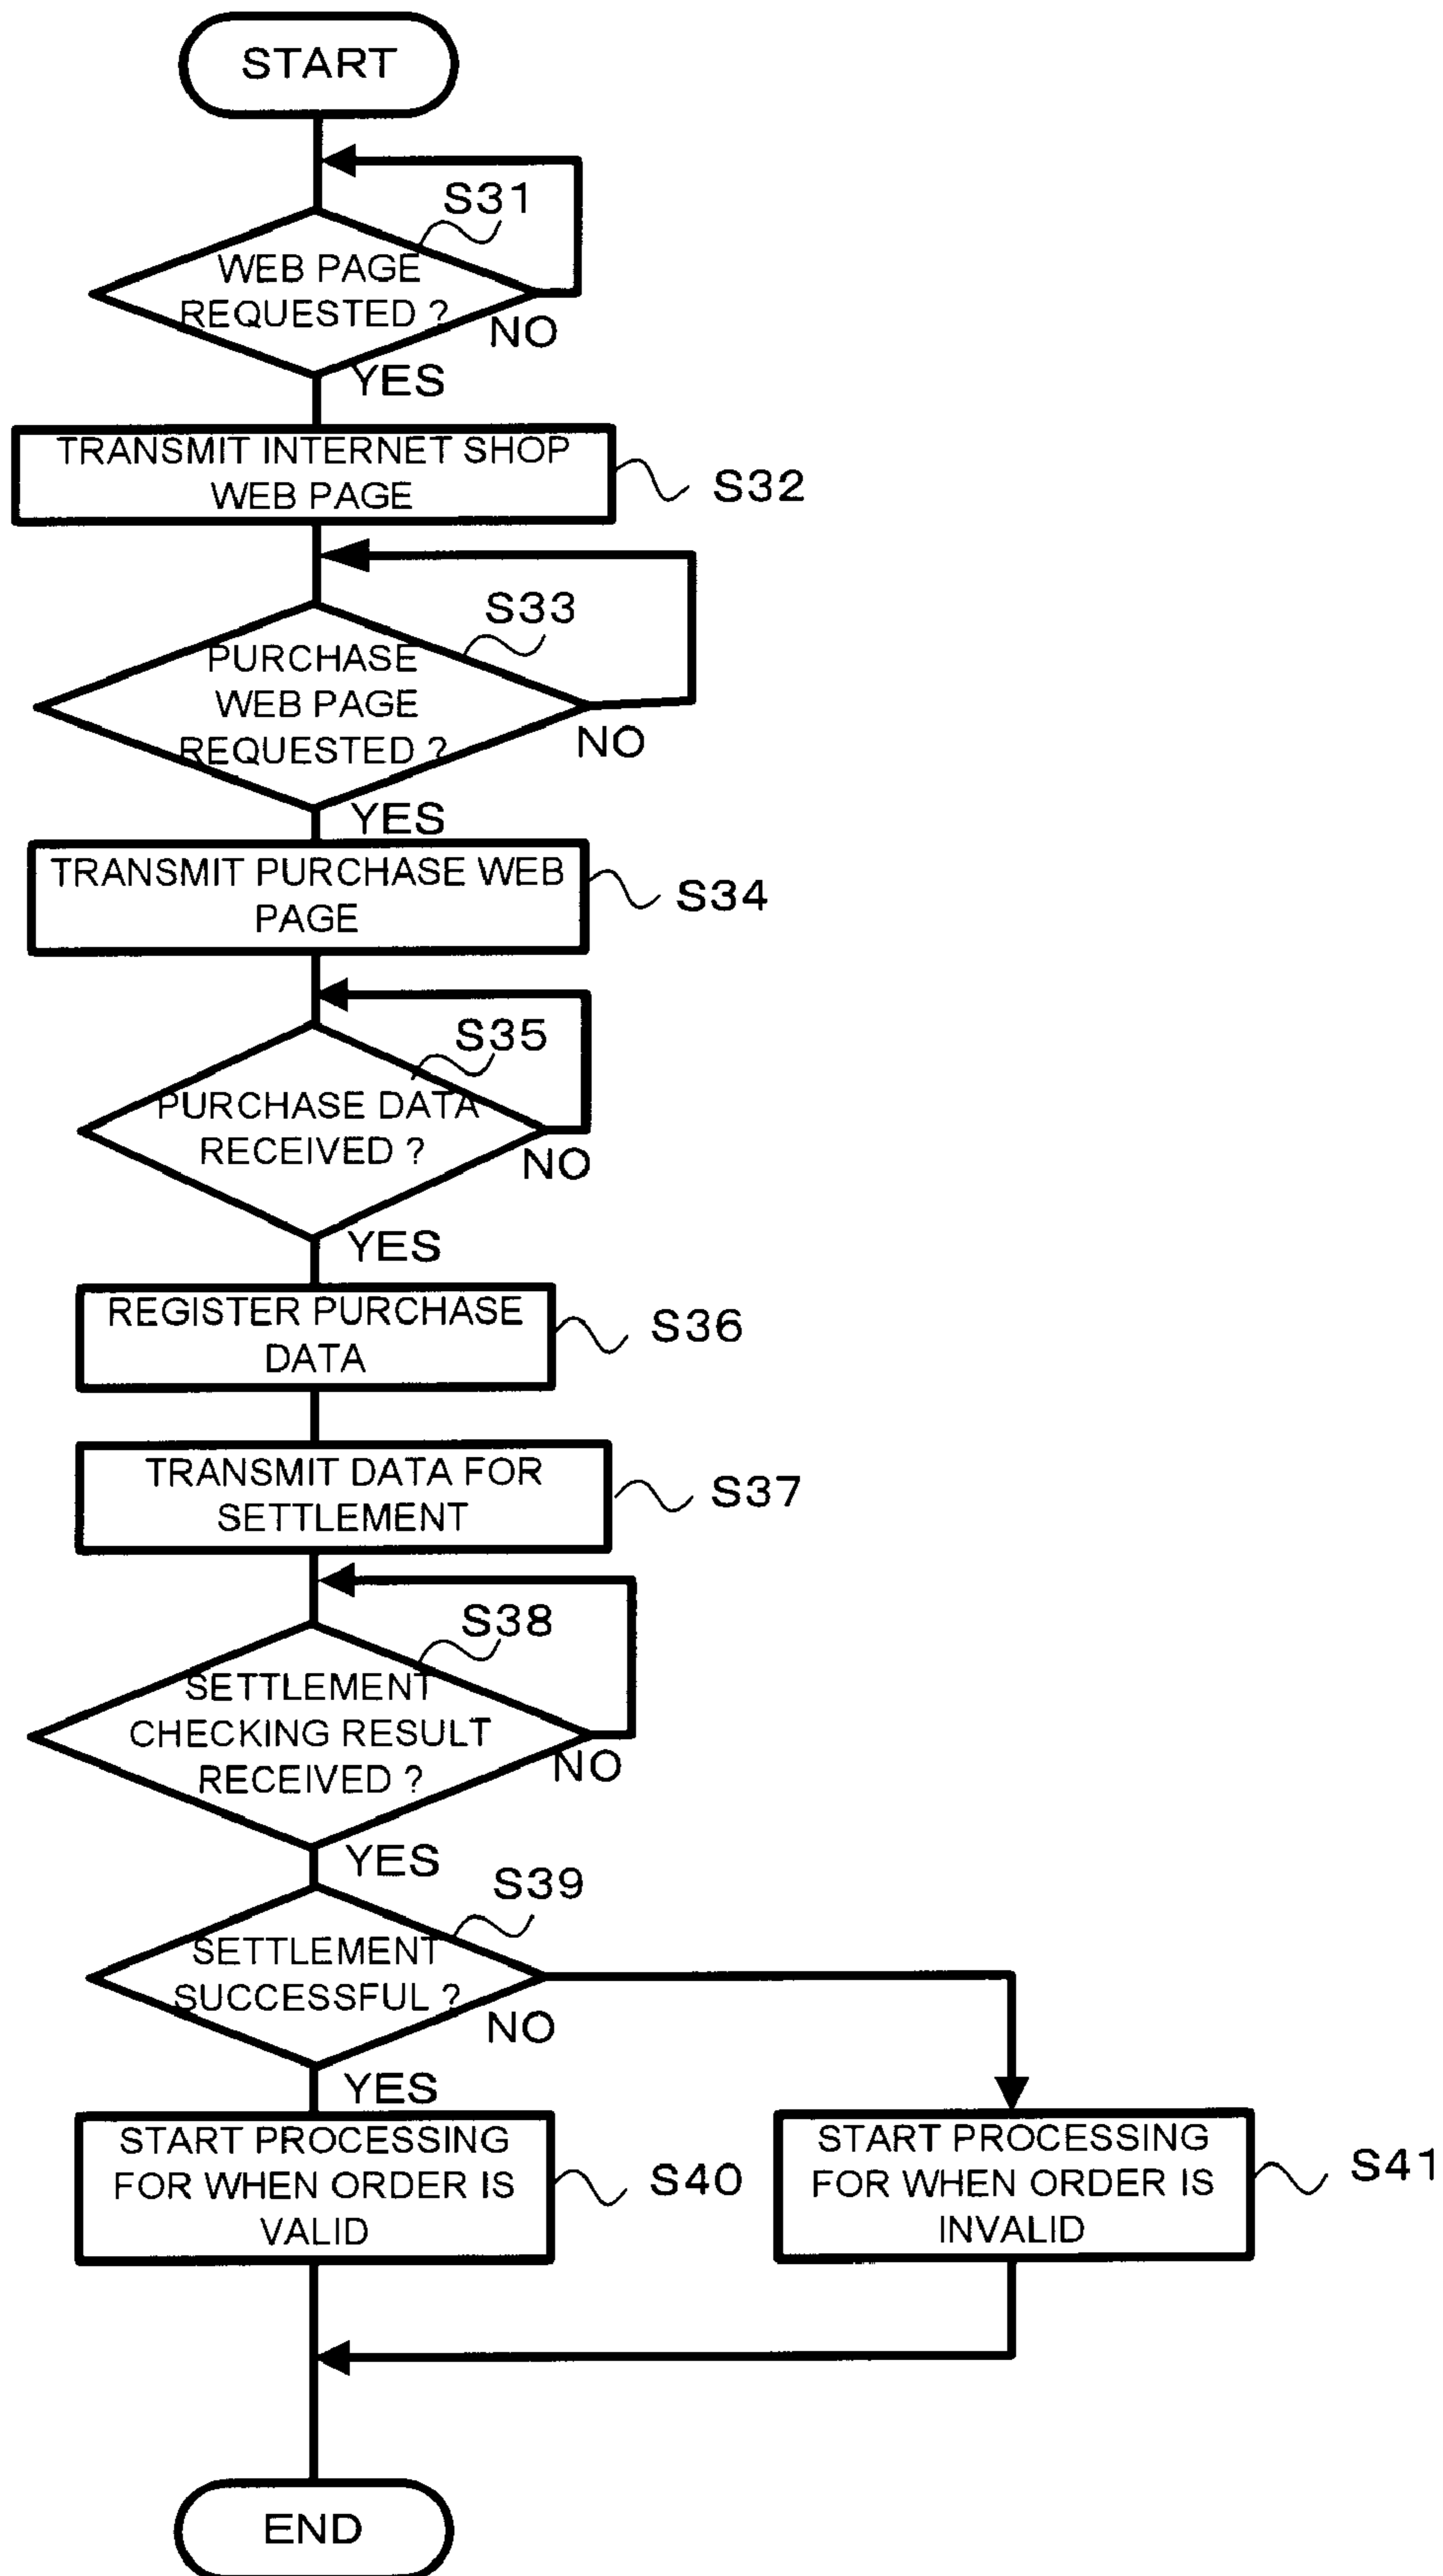 START
S31
WEB PAGE
REQUESTED ?
NO
YES
TRANSMIT INTERNET SHOP
WEB PAGE
S32
S33
PURCHASE
WEB PAGE
REQUESTED ?
NO
YES
TRANSMIT PURCHASE WEB
PAGE
S34
S35
PURCHASE DATA
RECEIVED ?
NO
YES
REGISTER PURCHASE
DATA
S36
TRANSMIT DATA FOR
SETTLEMENT
S37
S38
SETTLEMENT
CHECKING RESULT
RECEIVED ?
NO
YES
S39
SETTLEMENT
SUCCESSFUL ?
NO
YES
START PROCESSING
FOR WHEN ORDER IS
VALID
S40
START PROCESSING
FOR WHEN ORDER IS
INVALID
S41
END